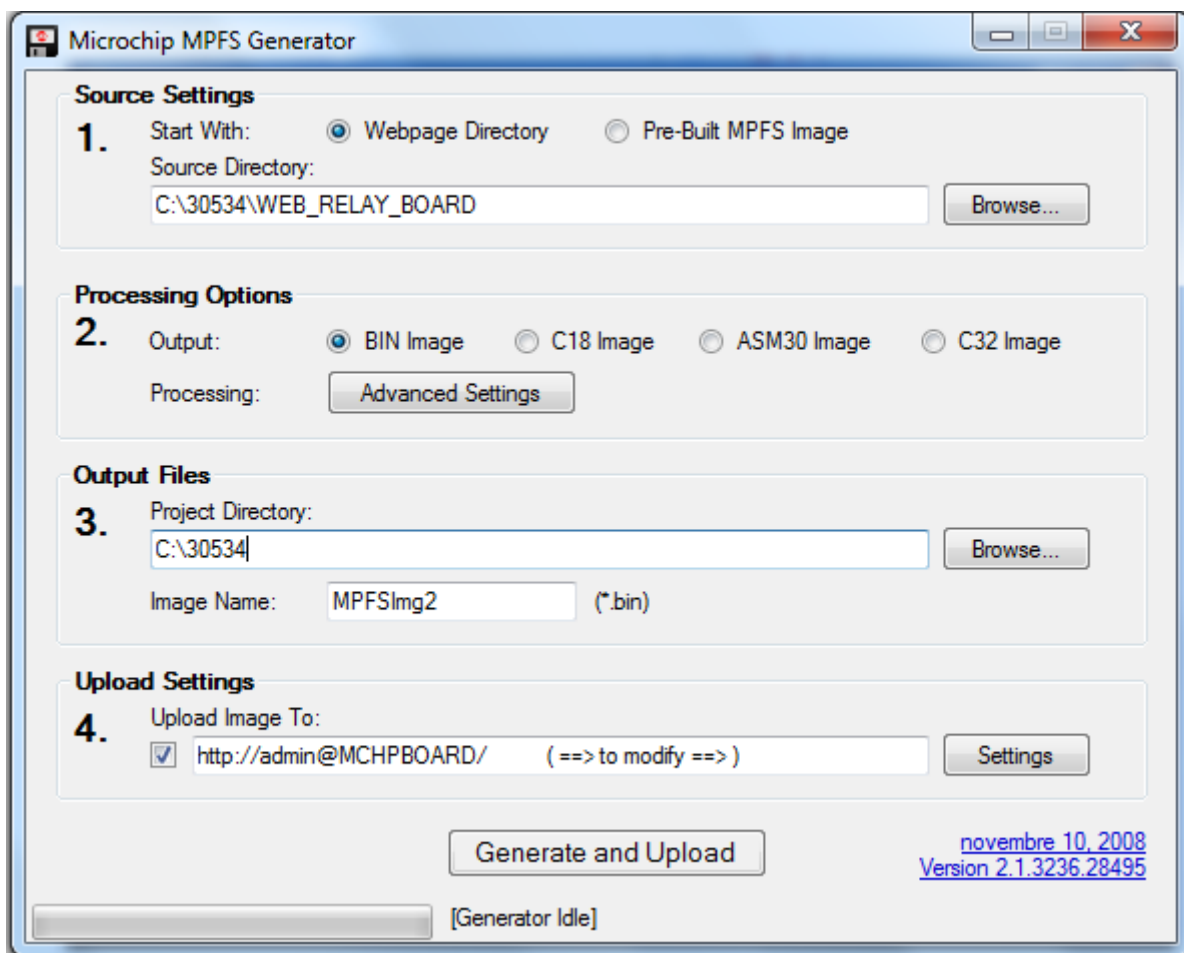 Microchip MPFS Generator
Source Settings
1. Start With: Webpage Directory Pre-Built MPFS Image
Source Directory:
C:\30534\WEB_RELAY_BOARD Browse...
Processing Options
2. Output: BIN Image C18 Image ASM30 Image C32 Image
Processing: Advanced Settings
Output Files
3. Project Directory:
C:\30534 Browse...
Image Name: MPFSImg2 (*.bin)
Upload Settings
4. Upload Image To:
http://admin@MCHPBOARD/ ( ==> to modify ==> ) Settings
Generate and Upload
novembre 10, 2008
Version 2.1.3236.28495
[Generator Idle]